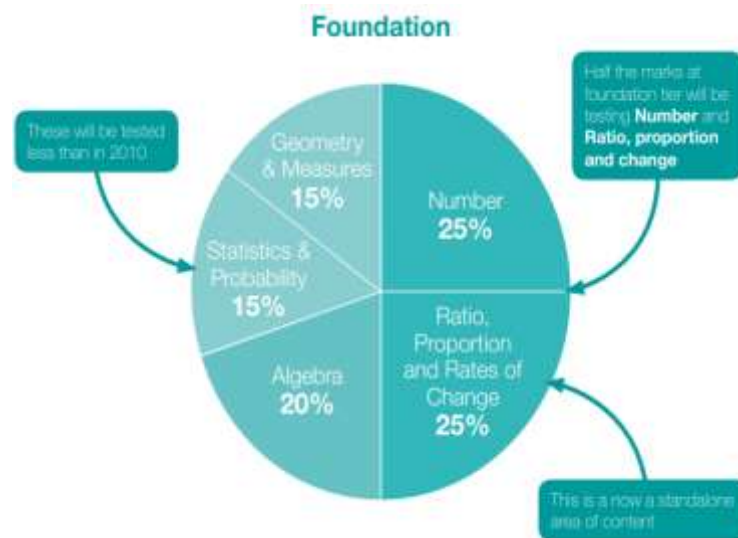 Foundation
Half the marks at
foundation tier will be
testing Number and
Ratio, proportion
and change
These will be tested
less than in 2010
Geometry
& Measures
15%
Number
25%
Statistics &
Probability
15%
Ratio,
Proportion
and Rates of
Change
25%
Algebra
20%
This is a now a standalone
area of content